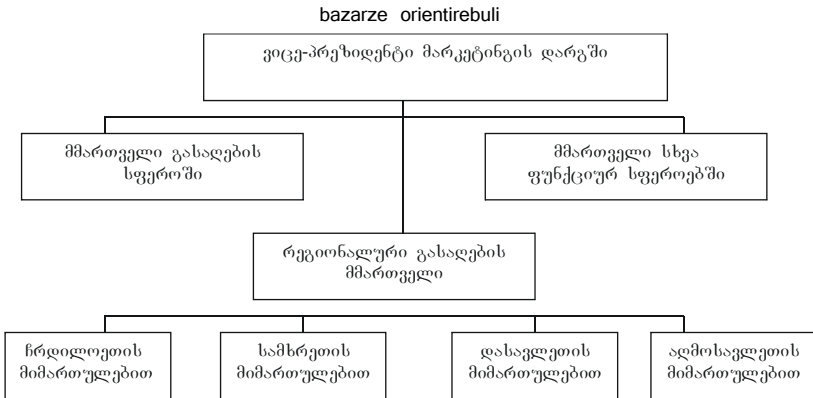 bazarze orientirebuli
ვიცე-პრეზიდენტი მარკეტინგის დარგში
მმართველი გასაღების
სფეროში
მმართველი სხვა
ფუნქციურ სფეროებში
რეგიონალური გასაღების
მმართველი
ჩრდილოეთის
მიმართულებით
სამხრეთის
მიმართულებით
დასავლეთის
მიმართულებით
აღმოსავლეთის
მიმართულებით